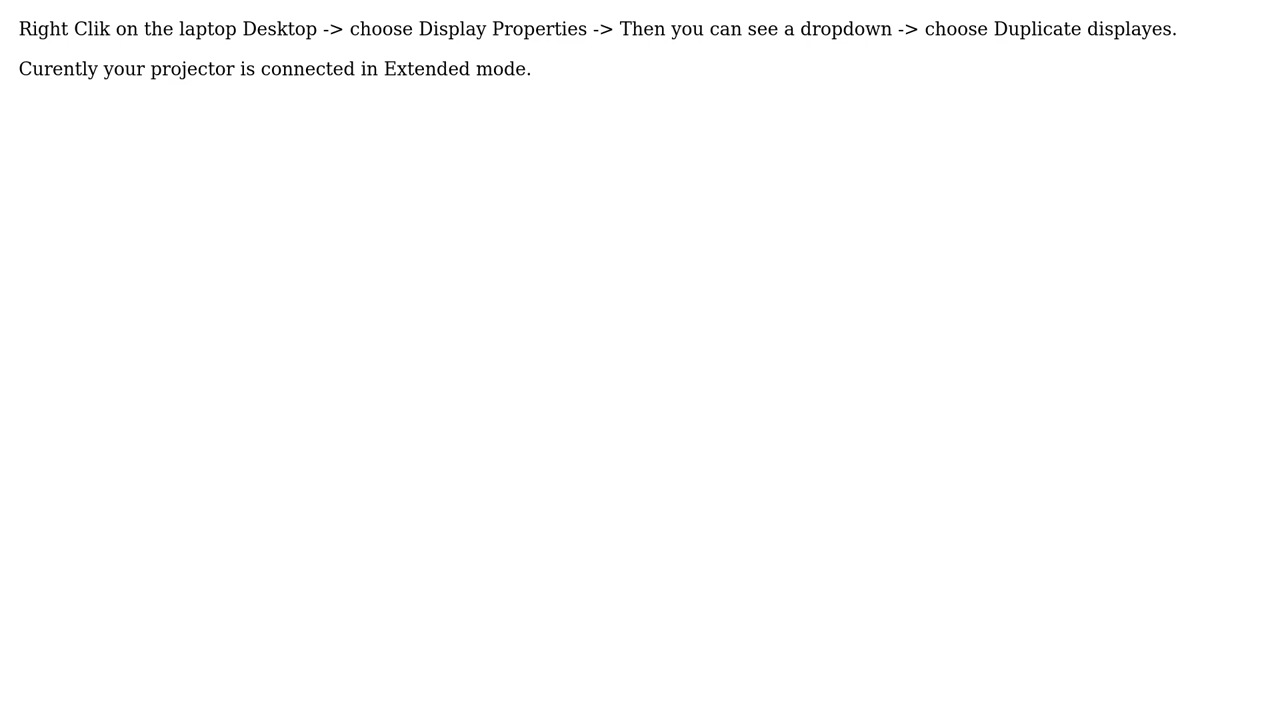 Right Clik on the laptop Desktop -> choose Display Properties -> Then you can see a dropdown -> choose Duplicate displayes.
Curently your projector is connected in Extended mode.